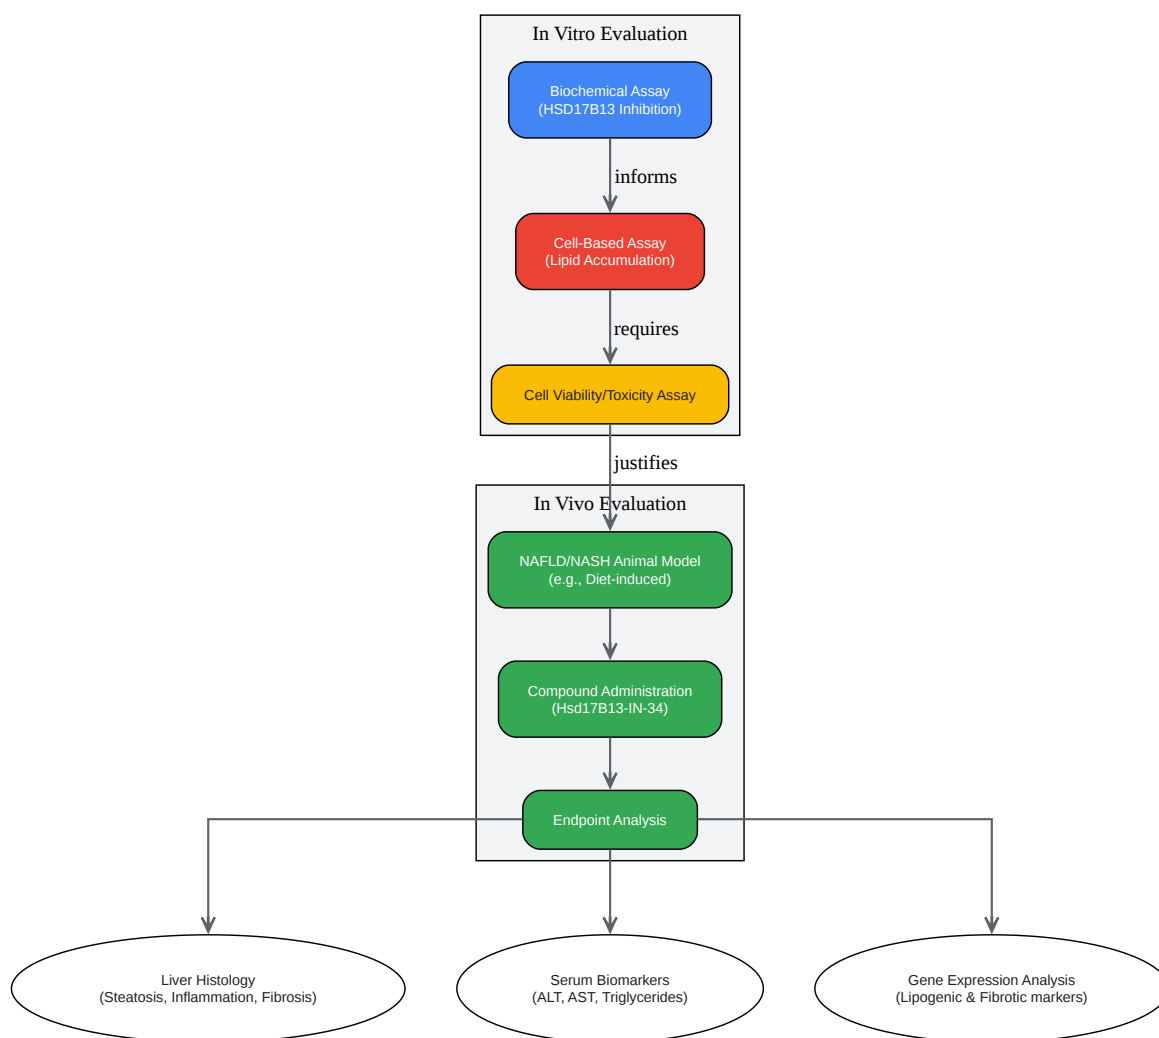 In Vitro Evaluation
Biochemical Assay
(HSD17B13 Inhibition)
informs
Cell-Based Assay
(Lipid Accumulation)
requires
Cell Viability/Toxicity Assay
justifies
In Vivo Evaluation
NAFLD/NASH Animal Model
(e.g., Diet-induced)
Compound Administration
(Hsd17B13-IN-34)
Endpoint Analysis
Liver Histology
(Steatosis, Inflammation, Fibrosis)
Serum Biomarkers
(ALT, AST, Triglycerides)
Gene Expression Analysis
(Lipogenic & Fibrotic markers)